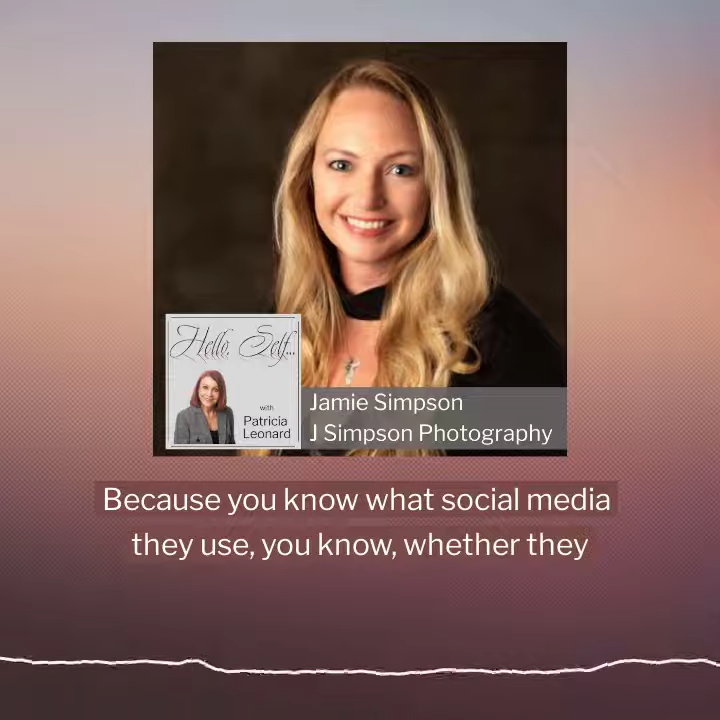 Hello, Self...
with
Patricia
Leonard
Jamie Simpson
J Simpson Photography
Because you know what social media
they use, you know, whether they